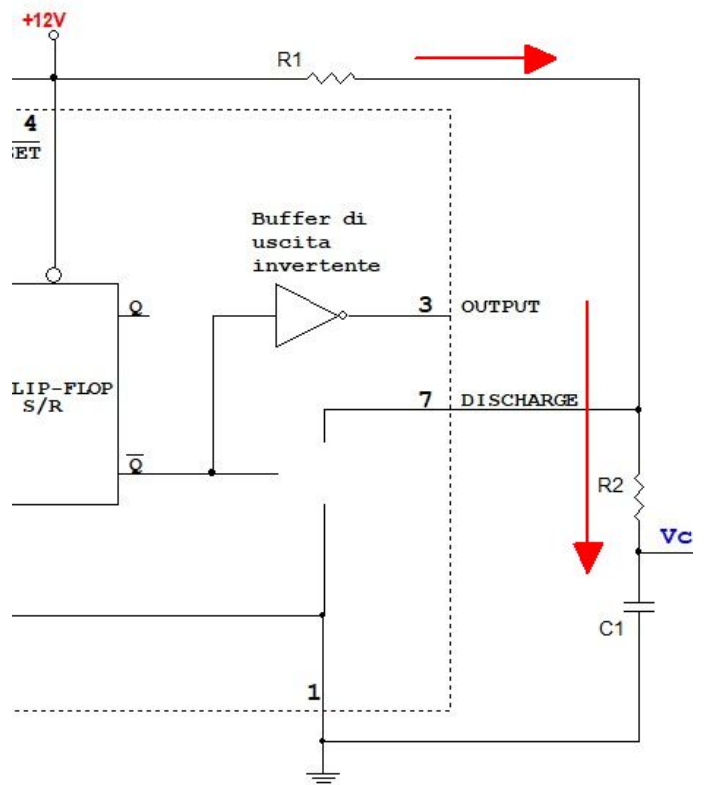 +12V
R1
4
SET
Buffer di
uscita
invertente
Q
3 OUTPUT
LIP-FLOP
S/R
7 DISCHARGE
Q
R2
Vc
C1
1